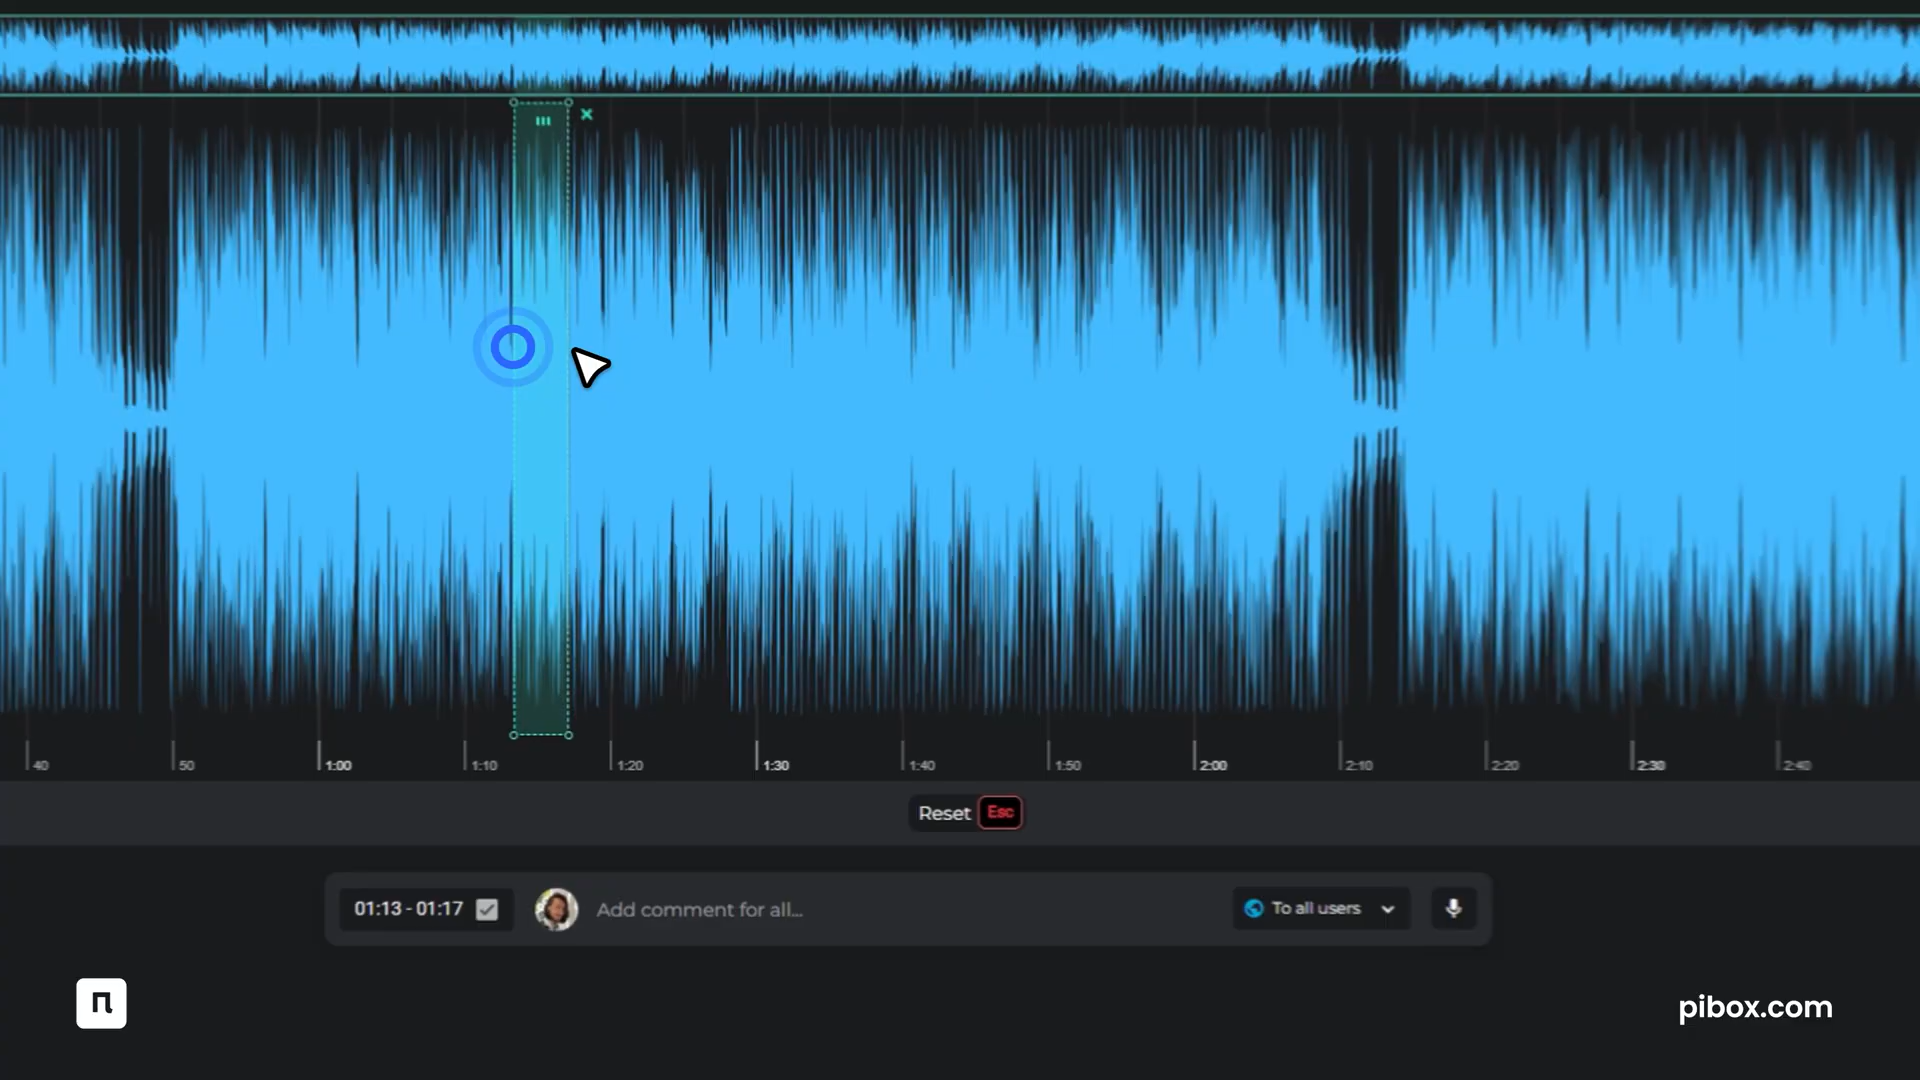 40 50 1:00 1:10 1:20 1:30 1:40 1:50 2:00 2:10 2:20 2:30 2:40
Reset Esc
01:13 - 01:17 Add comment for all... To all users
pibox.com